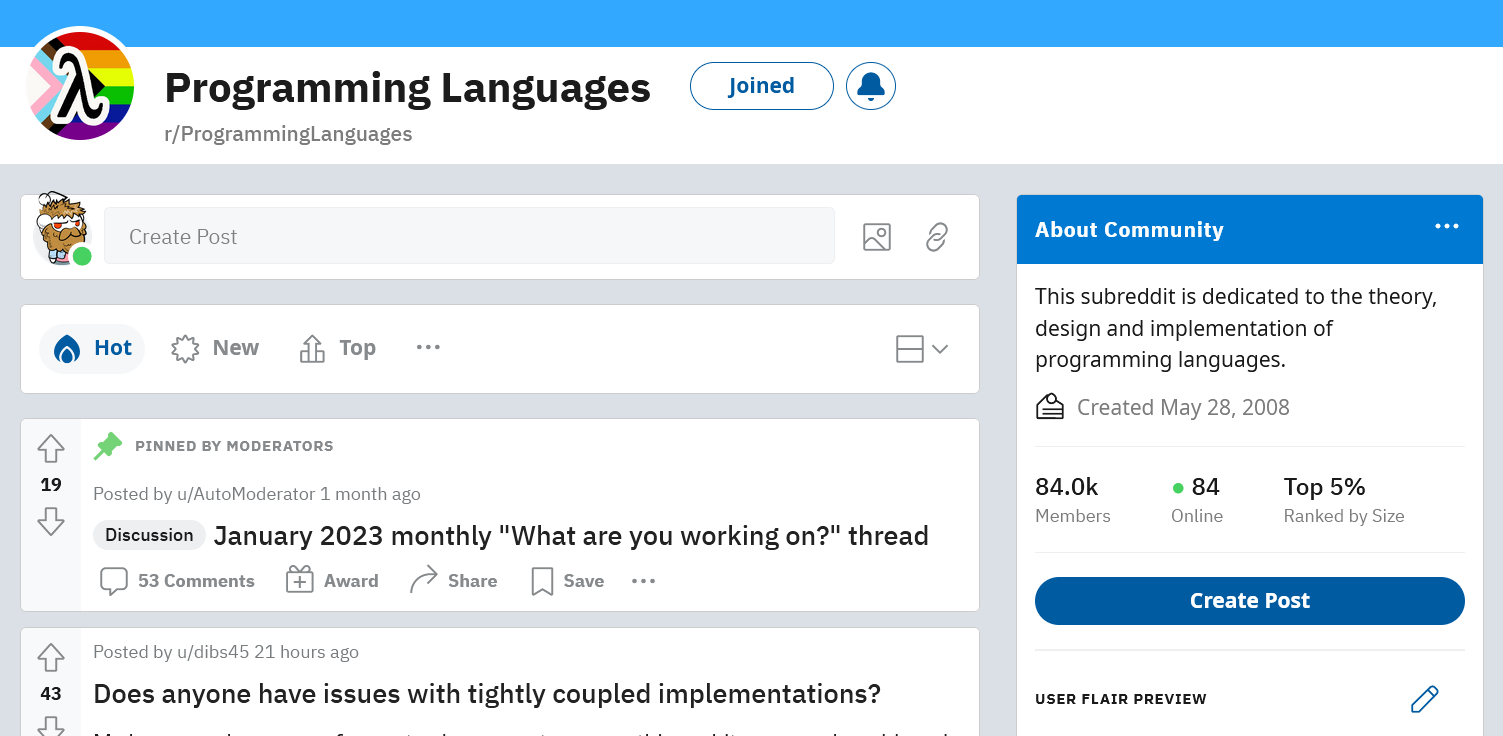 Programming Languages
Joined
r/ProgrammingLanguages
Create Post
Hot
New
Top
PINNED BY MODERATORS
19
Posted by u/AutoModerator 1 month ago
Discussion January 2023 monthly "What are you working on?" thread
53 Comments Award Share Save
Posted by u/dibs45 21 hours ago
43
Does anyone have issues with tightly coupled implementations?
About Community
This subreddit is dedicated to the theory,
design and implementation of
programming languages.
Created May 28, 2008
84.0k 84 Top 5%
Members Online Ranked by Size
Create Post
USER FLAIR PREVIEW